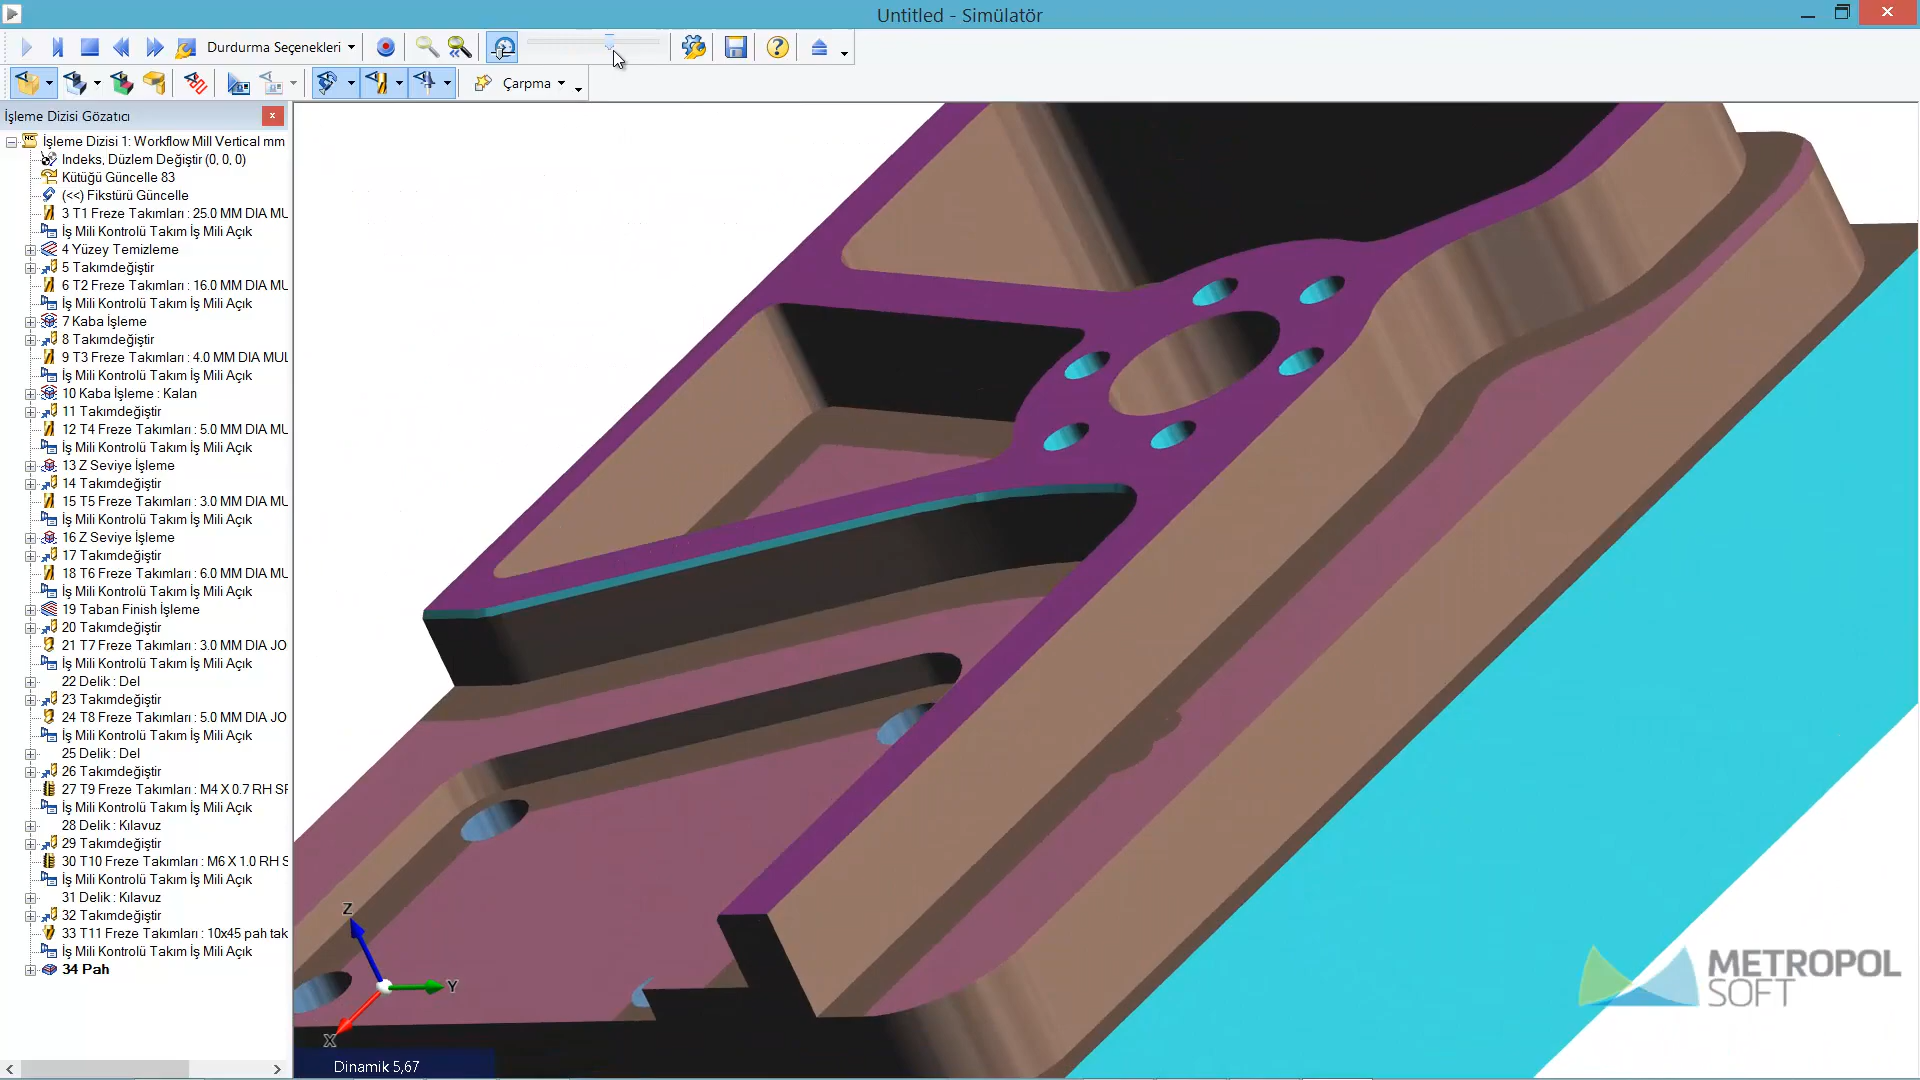 Untitled - Simülatör
Durdurma Seçenekleri
Çarpma
İşleme Dizisi Gözatıcı
İşleme Dizisi 1: Workflow Mill Vertical mm
Indeks, Düzlem Değiştir (0, 0, 0)
Kütüğü Güncelle 83
(<<) Fikstürü Güncelle
3 T1 Freze Takımları : 25.0 MM DIA MU
İş Mili Kontrolü Takım İş Mili Açık
4 Yüzey Temizleme
5 Takımdeğiştir
6 T2 Freze Takımları : 16.0 MM DIA MU
İş Mili Kontrolü Takım İş Mili Açık
7 Kaba İşleme
8 Takımdeğiştir
9 T3 Freze Takımları : 4.0 MM DIA MUL
İş Mili Kontrolü Takım İş Mili Açık
10 Kaba İşleme : Kalan
11 Takımdeğiştir
12 T4 Freze Takımları : 5.0 MM DIA MU
İş Mili Kontrolü Takım İş Mili Açık
13 Z Seviye İşleme
14 Takımdeğiştir
15 T5 Freze Takımları : 3.0 MM DIA MU
İş Mili Kontrolü Takım İş Mili Açık
16 Z Seviye İşleme
17 Takımdeğiştir
18 T6 Freze Takımları : 6.0 MM DIA MU
İş Mili Kontrolü Takım İş Mili Açık
19 Taban Finish İşleme
20 Takımdeğiştir
21 T7 Freze Takımları : 3.0 MM DIA JO
İş Mili Kontrolü Takım İş Mili Açık
22 Delik : Del
23 Takımdeğiştir
24 T8 Freze Takımları : 5.0 MM DIA JO
İş Mili Kontrolü Takım İş Mili Açık
25 Delik : Del
26 Takımdeğiştir
27 T9 Freze Takımları : M4 X 0.7 RH SF
İş Mili Kontrolü Takım İş Mili Açık
28 Delik : Kılavuz
29 Takımdeğiştir
30 T10 Freze Takımları : M6 X 1.0 RH S
İş Mili Kontrolü Takım İş Mili Açık
31 Delik : Kılavuz
32 Takımdeğiştir
33 T11 Freze Takımları : 10x45 pah tak
İş Mili Kontrolü Takım İş Mili Açık
34 Pah
Z
Y
X
Dinamik 5,67
METROPOL
SOFT